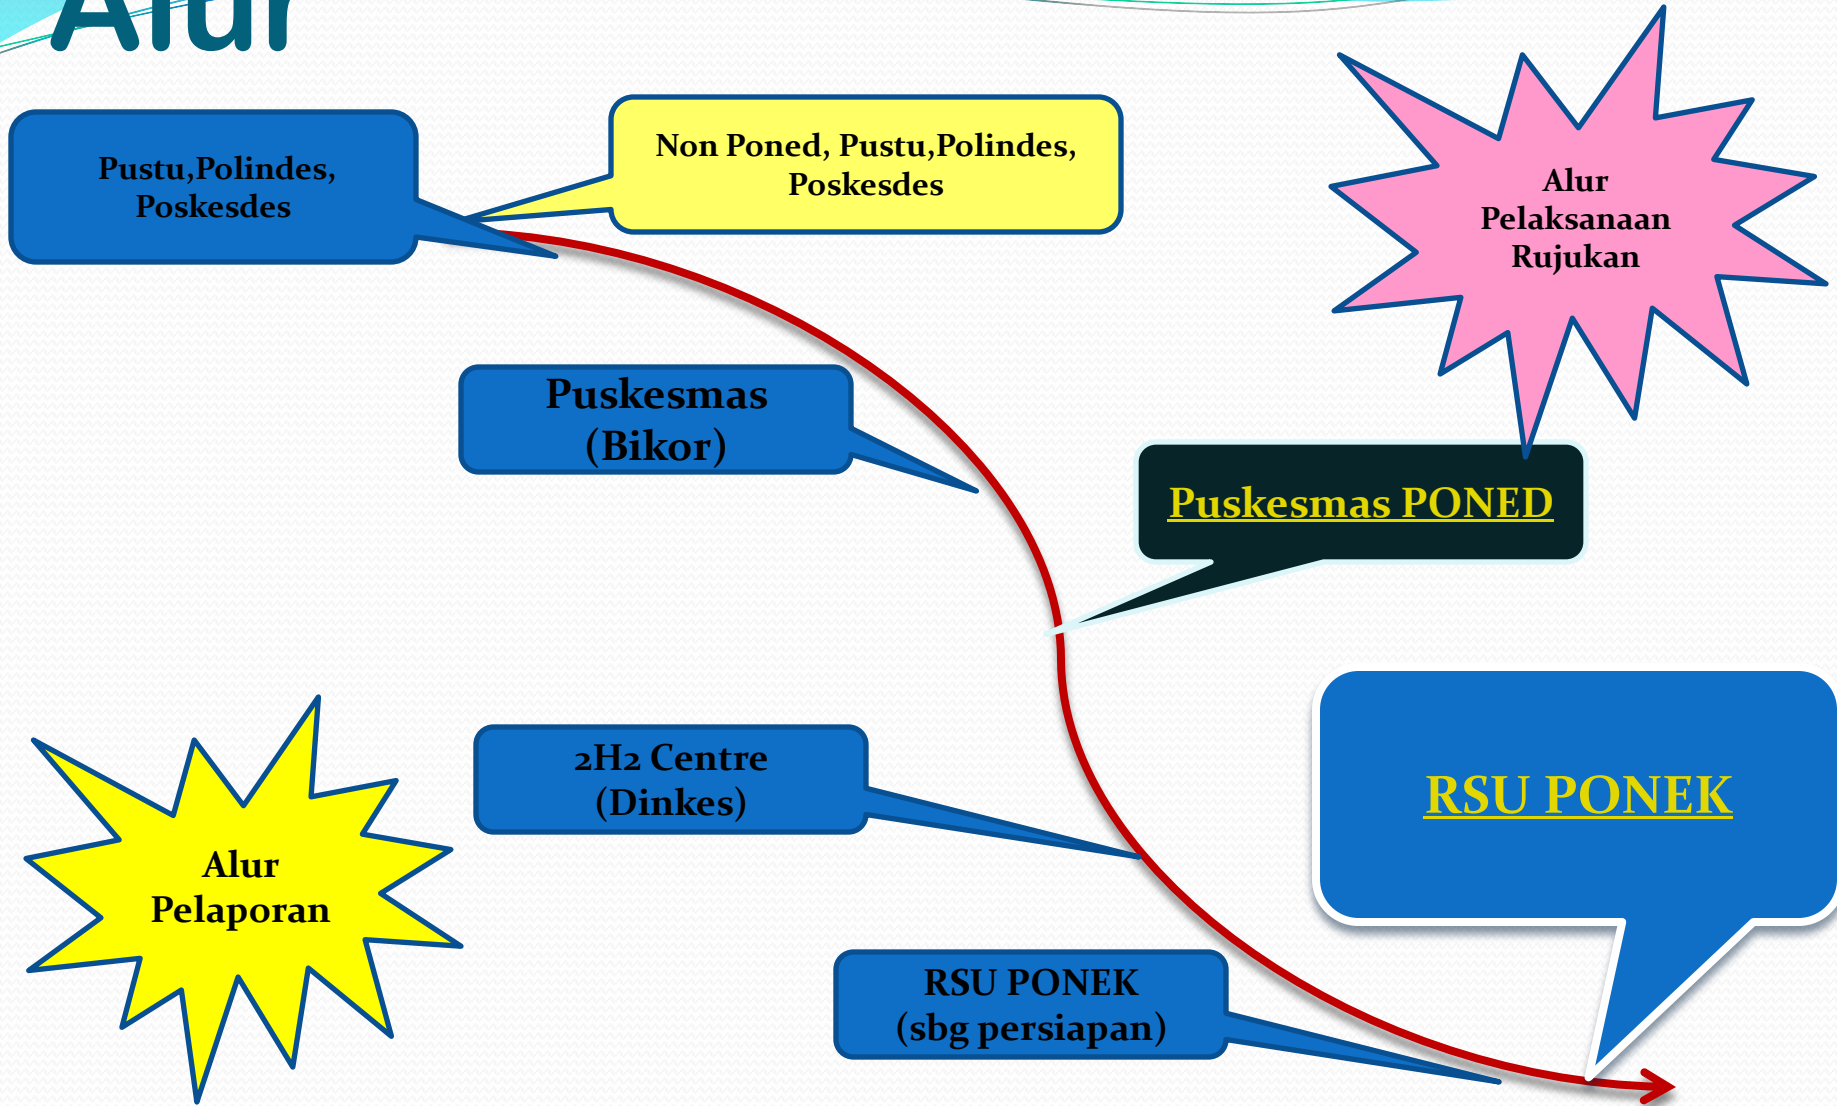 Alur
Pustu,Polindes,
Poskesdes
Non Poned, Pustu,Polindes,
Poskesdes
Alur
Pelaksanaan
Rujukan
Puskesmas
(Bikor)
Puskesmas PONED
2H2 Centre
(Dinkes)
RSU PONEK
Alur
Pelaporan
RSU PONEK
(sbg persiapan)